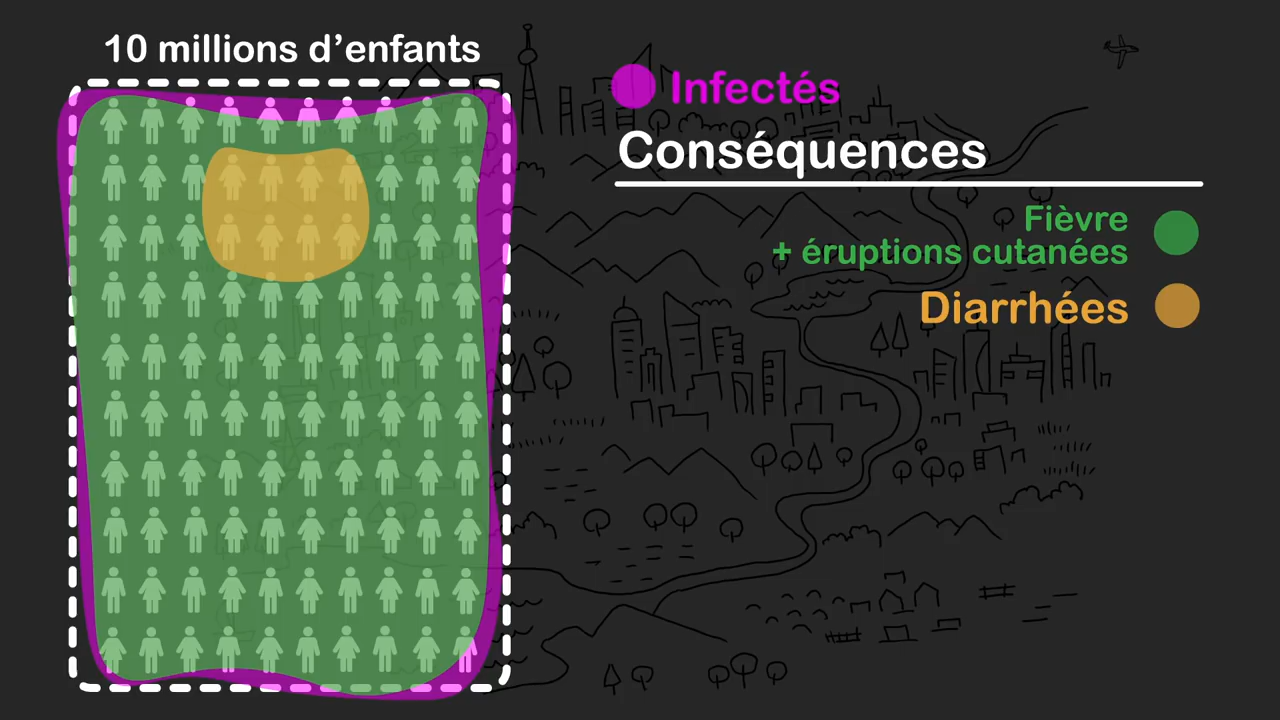 10 millions d’enfants
Infectés
Conséquences
Fièvre
+ éruptions cutanées
Diarrhées